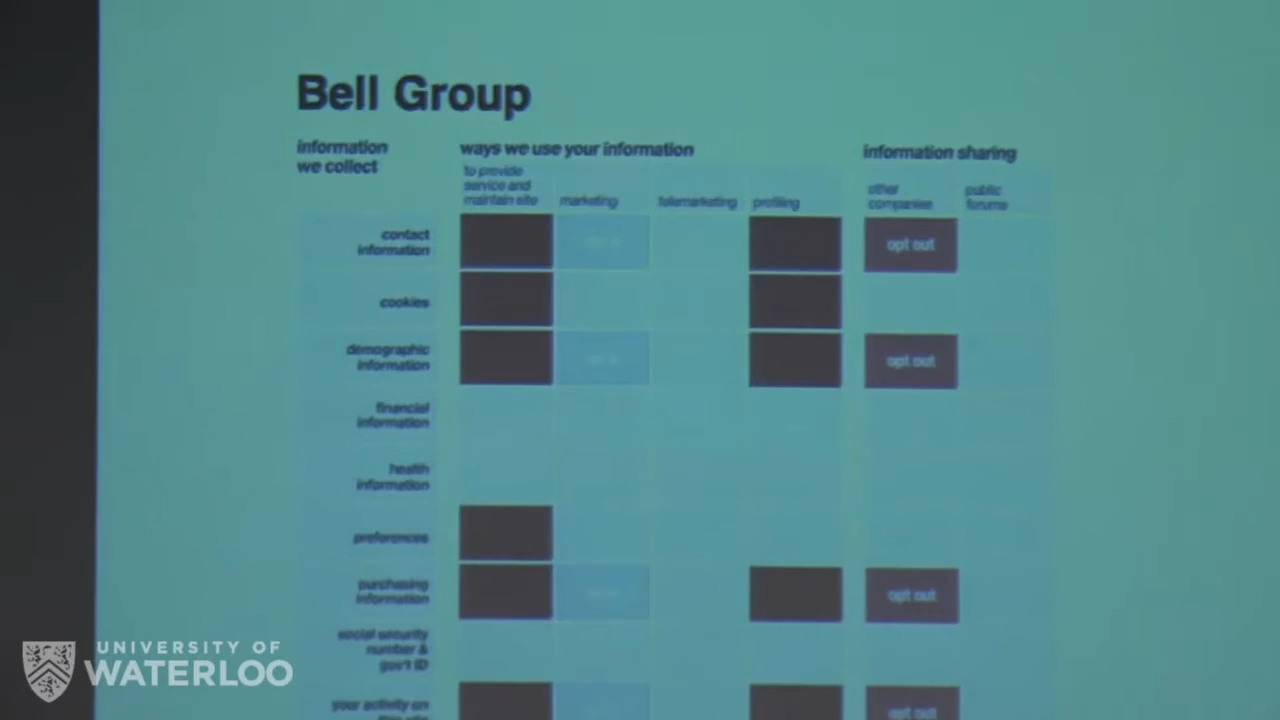 Bell Group
information
we collect
ways we use your information
information sharing
to provide
service and
maintain site
marketing
telemarketing
profiling
other
companies
public
forums
contact
information
opt out
cookies
demographic
information
opt out
financial
information
health
information
preferences
purchasing
information
opt out
social security
number &
gov't ID
your activity on
this site
opt out
UNIVERSITY OF
WATERLOO